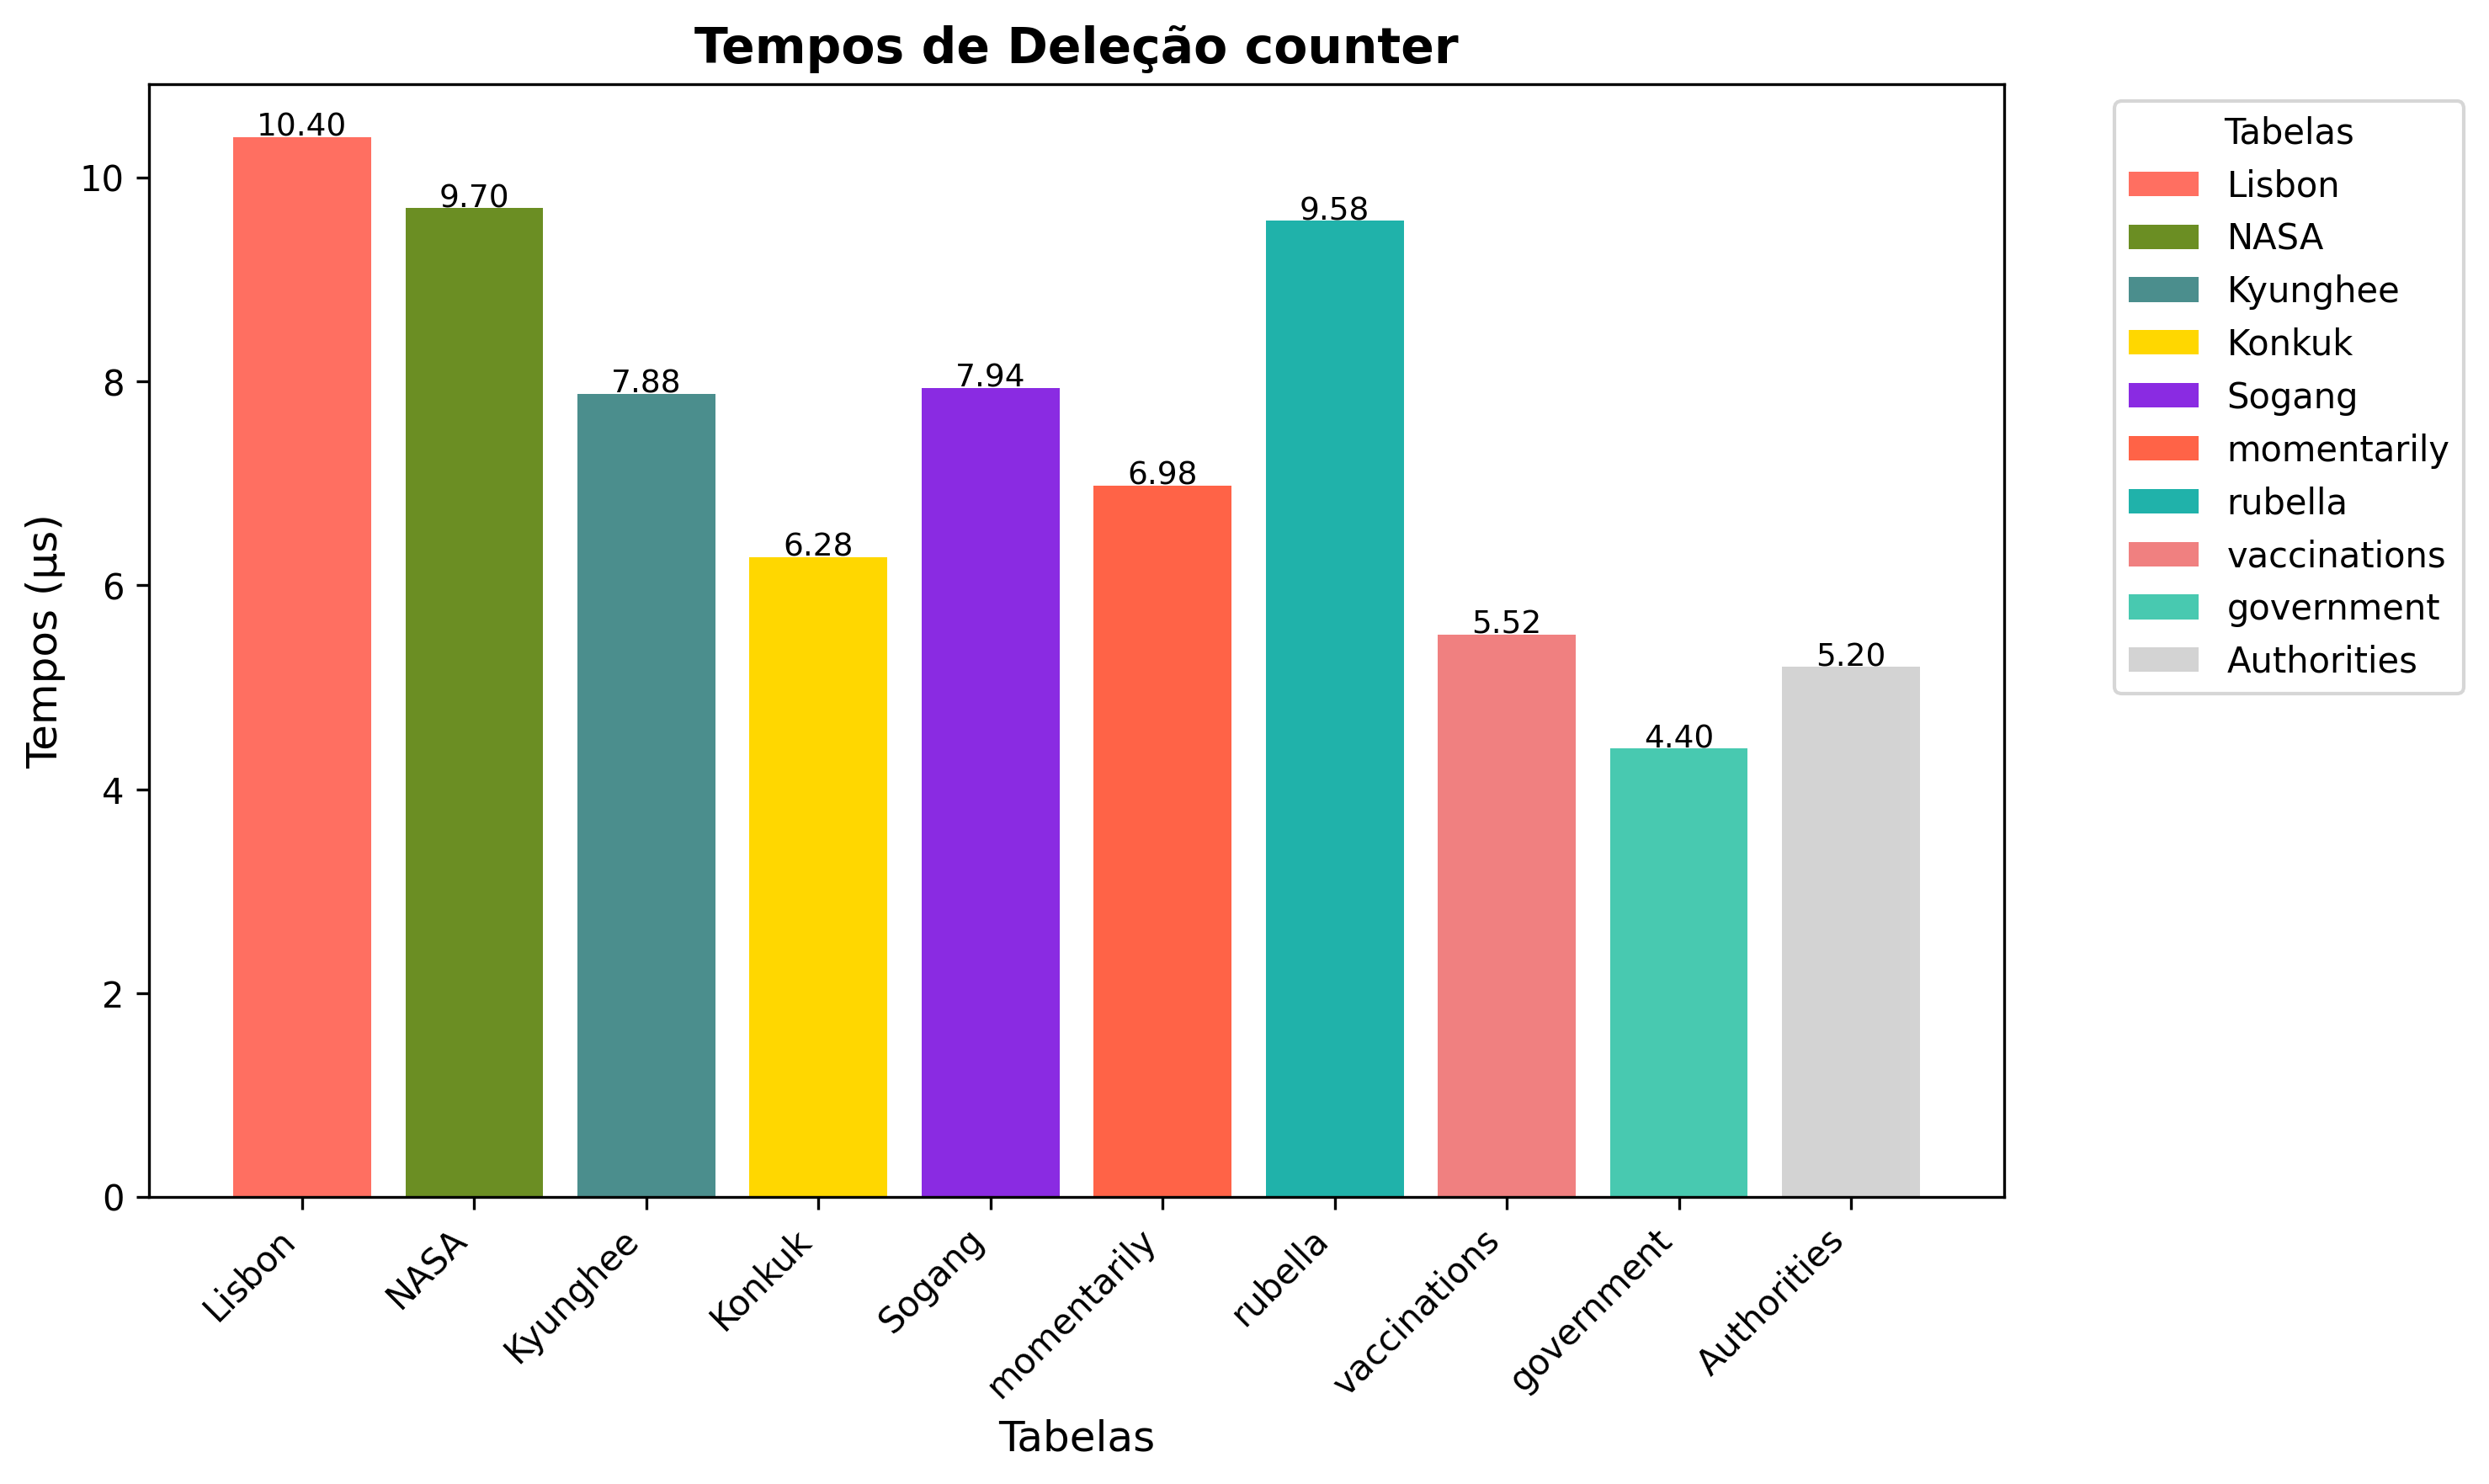 Tempos de Deleção counter
Tempos (µs)
10
8
6
4
2
0
10.40
9.70
7.88
6.28
7.94
6.98
9.58
5.52
4.40
5.20
Lisbon
NASA
Kyunghee
Konkuk
Sogang
momentarily
rubella
vaccinations
government
Authorities
Tabelas
Tabelas
Lisbon
NASA
Kyunghee
Konkuk
Sogang
momentarily
rubella
vaccinations
government
Authorities